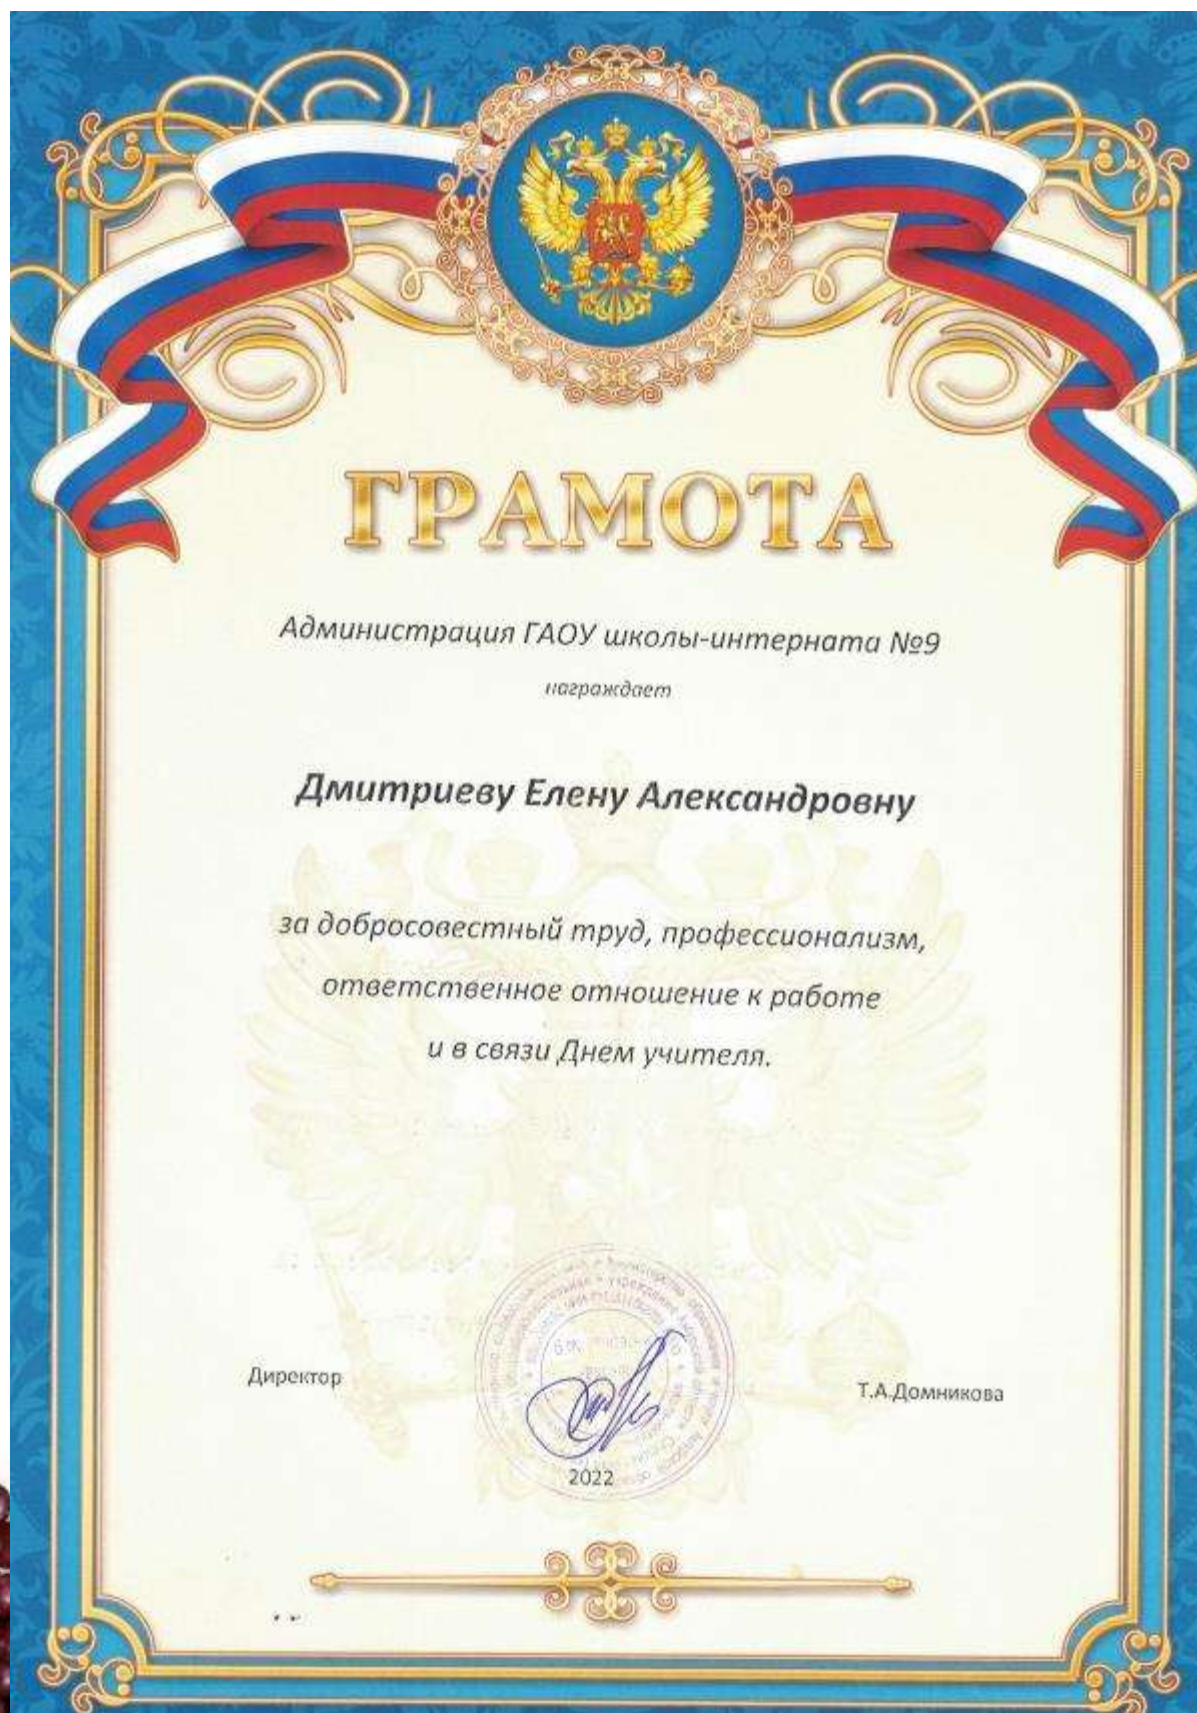 ГРАМОТА
Администрация ГАОУ школы-интерната №9
награждает
Дмитриеву Елену Александровну
за добросовестный труд, профессионализм,
ответственное отношение к работе
и в связи Днем учителя.
Директор
Т.А.Домникова
2022